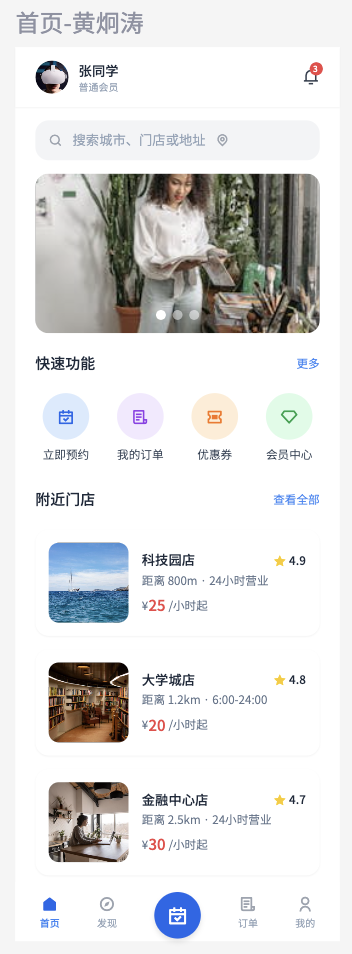 首页-黄炯涛
张同学
普通会员
3
搜索城市、门店或地址
快速功能
更多
立即预约
我的订单
优惠券
会员中心
附近门店
查看全部
科技园店
4.9
距离 800m · 24小时营业
¥25 /小时起
大学城店
4.8
距离 1.2km · 6:00-24:00
¥20 /小时起
金融中心店
4.7
距离 2.5km · 24小时营业
¥30 /小时起
首页
发现
订单
我的